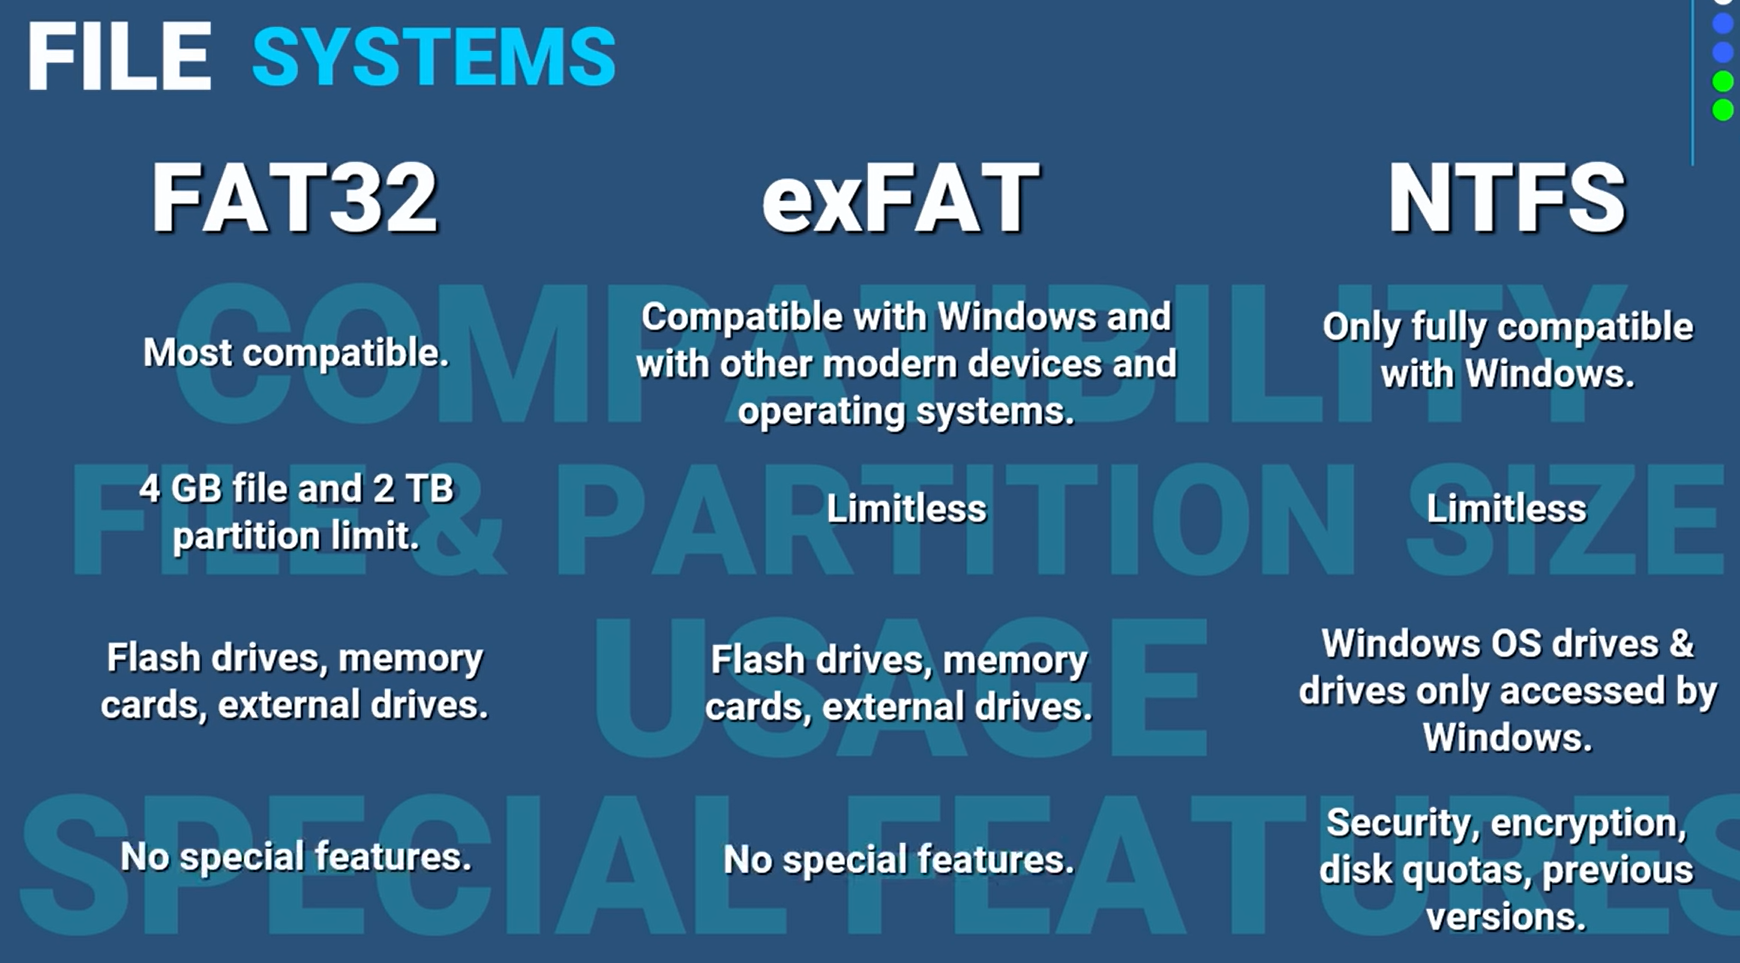 FILE SYSTEMS
FAT32
exFAT
NTFS
COMPATIBILITY
Most compatible.
Compatible with Windows and
with other modern devices and
operating systems.
Only fully compatible
with Windows.
FILE & PARTITION SIZE
4 GB file and 2 TB
partition limit.
Limitless
Limitless
USAGE
Flash drives, memory
cards, external drives.
Flash drives, memory
cards, external drives.
Windows OS drives &
drives only accessed by
Windows.
SPECIAL FEATURES
No special features.
No special features.
Security, encryption,
disk quotas, previous
versions.